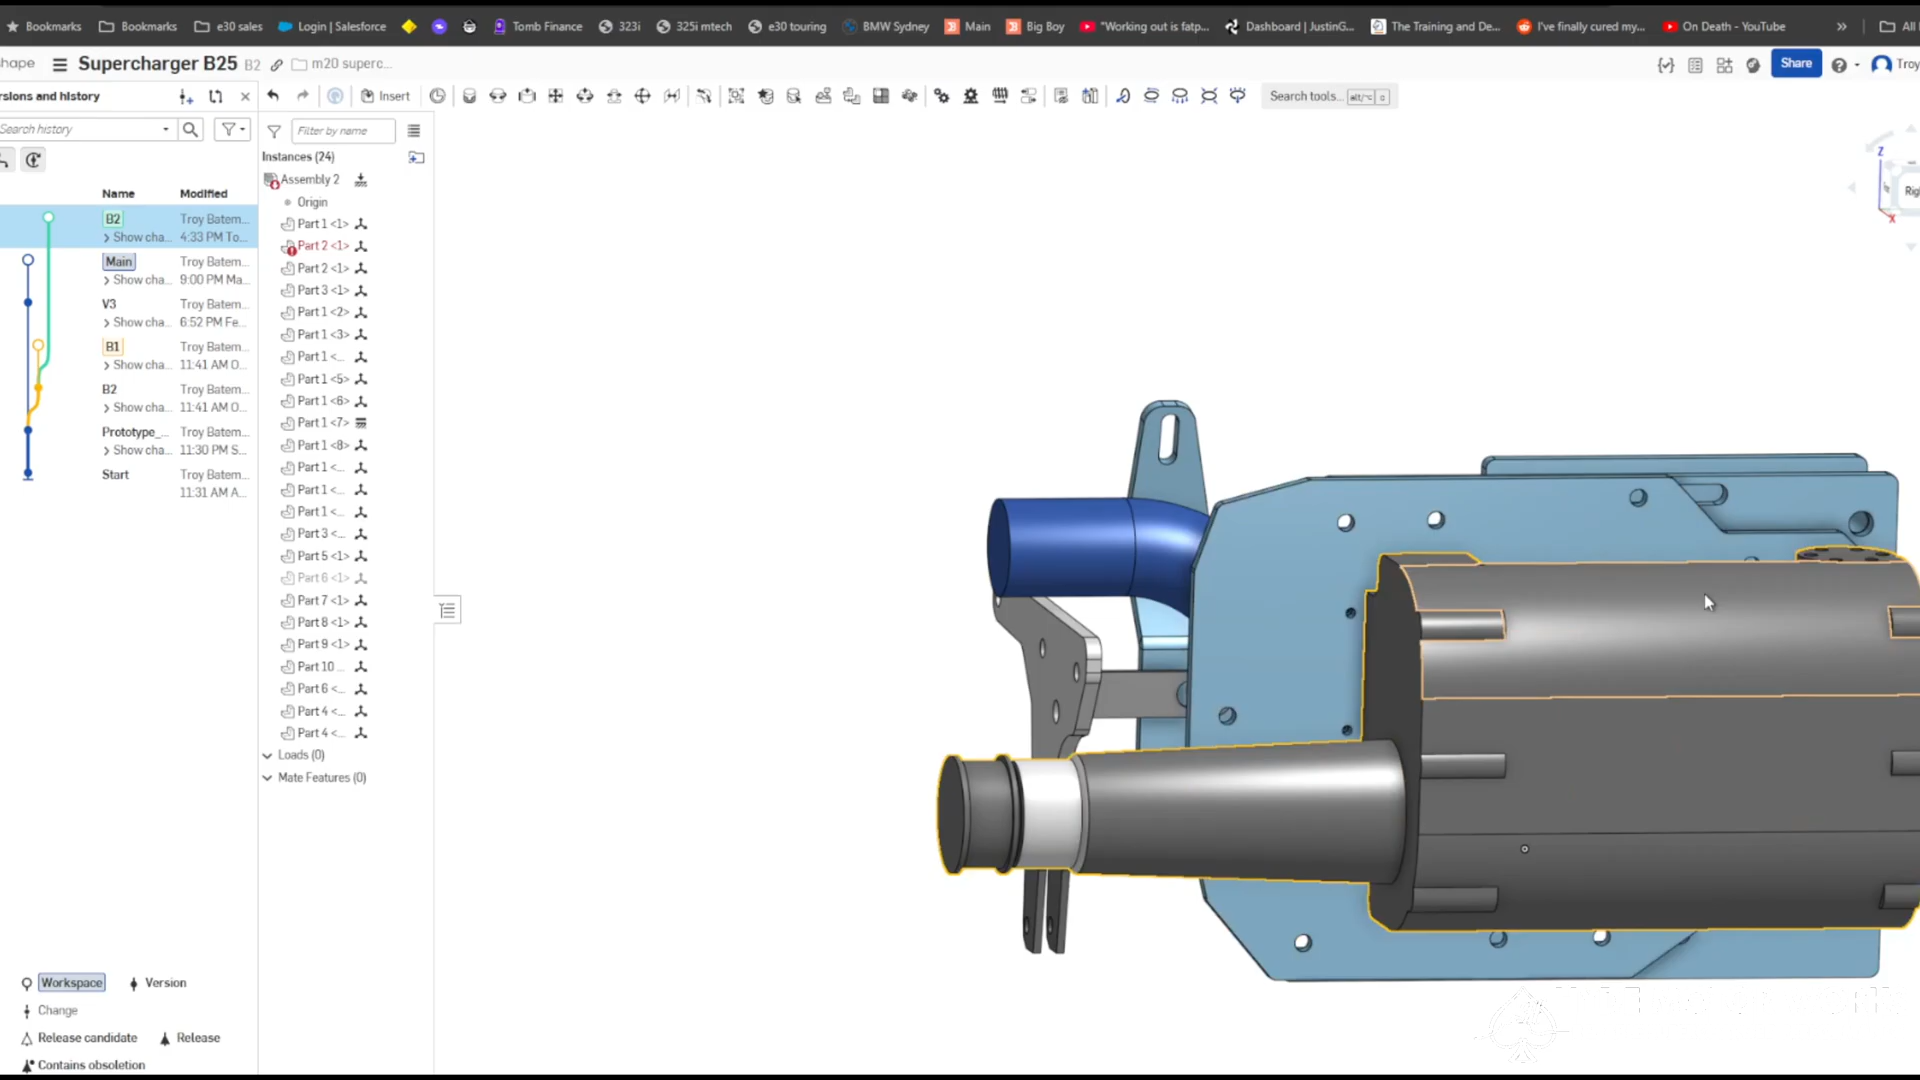 Bookmarks Bookmarks e30 sales Login | Salesforce Tomb Finance 323i 325i mtech e30 touring BMW Sydney Main Big Boy "Working out is fatp... Dashboard | JustinG... The Training and De... I've finally cured my... On Death - YouTube » All
shape Supercharger B25 B2 m20 superc... Share Troy
rsions and history Insert Search tools... alt/⌥ c
Search history Filter by name
Instances (24)
Name Modified
Assembly 2
Origin
B2 Troy Batem...
Show cha... 4:33 PM To...
Main Troy Batem...
Show cha... 9:00 PM Ma...
V3 Troy Batem...
Show cha... 6:52 PM Fe...
B1 Troy Batem...
Show cha... 11:41 AM O...
B2 Troy Batem...
Show cha... 11:41 AM O...
Prototype_... Troy Batem...
Show cha... 11:30 PM S...
Start Troy Batem...
11:31 AM A...
Part 1 <1>
Part 2 <1>
Part 2 <1>
Part 3 <1>
Part 1 <2>
Part 1 <3>
Part 1 <...
Part 1 <5>
Part 1 <6>
Part 1 <7>
Part 1 <8>
Part 1 <...
Part 1 <...
Part 1 <...
Part 3 <...
Part 5 <1>
Part 6 <1>
Part 7 <1>
Part 8 <1>
Part 9 <1>
Part 10 ...
Part 6 <...
Part 4 <...
Part 4 <...
Loads (0)
Mate Features (0)
Z
Rig
X
Workspace Version
Change
Release candidate Release
Contains obsoletion